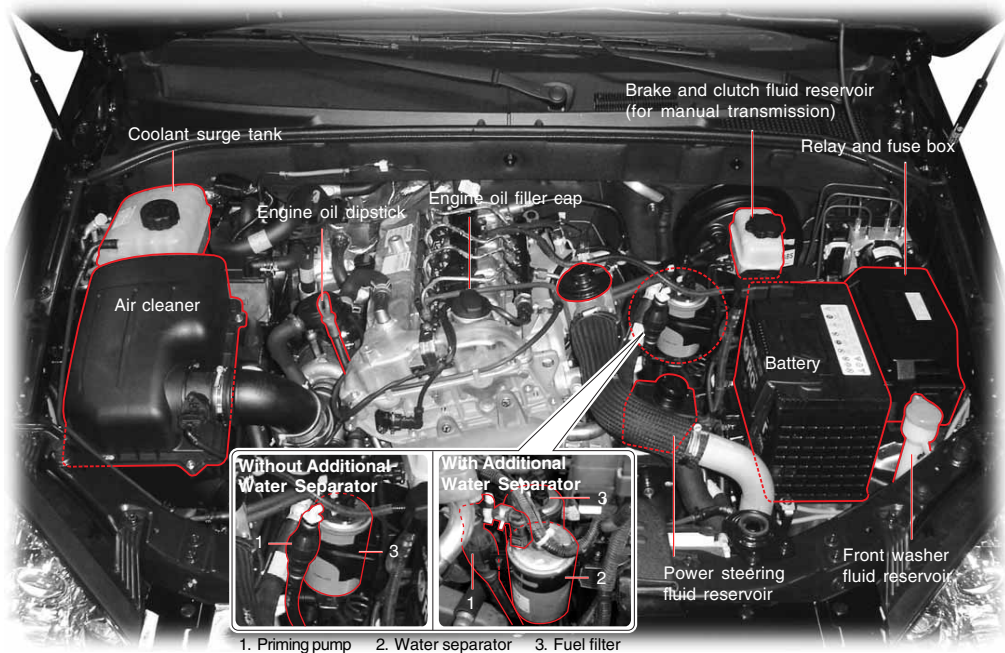 Brake and clutch fluid reservoir
(for manual transmission)
Coolant surge tank
Relay and fuse box
Engine oil dipstick
Engine oil filler cap
Air cleaner
Battery
Without Additional
Water Separator
With Additional
Water Separator
1
3
3
2
1
Power steering
fluid reservoir
Front washer
fluid reservoir
1. Priming pump 2. Water separator 3. Fuel filter